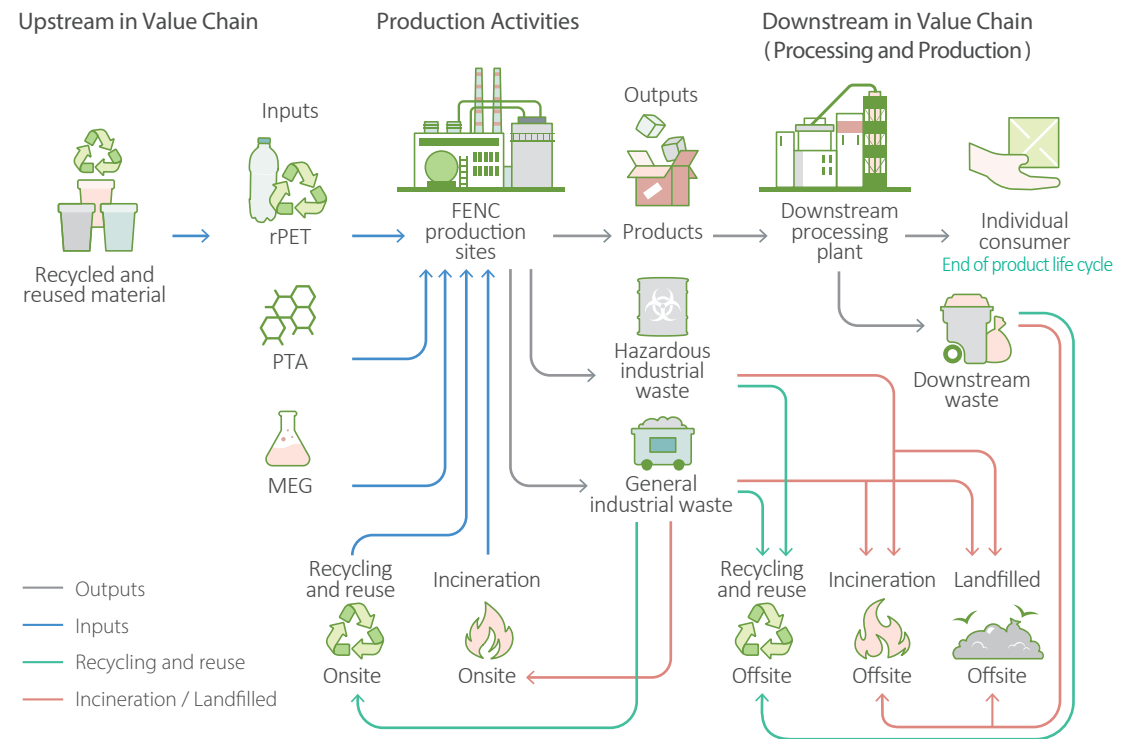 Upstream in Value Chain
Production Activities
Downstream in Value Chain
( Processing and Production )
Inputs
Outputs
rPET
FENC
production
sites
Products
Downstream
processing
plant
Individual
consumer
End of product life cycle
Recycled and
reused material
PTA
Hazardous
industrial
waste
Downstream
waste
MEG
General
industrial waste
Recycling
and reuse
Onsite
Incineration
Onsite
Recycling
and reuse
Offsite
Incineration
Offsite
Landfilled
Offsite
Outputs
Inputs
Recycling and reuse
Incineration / Landfilled